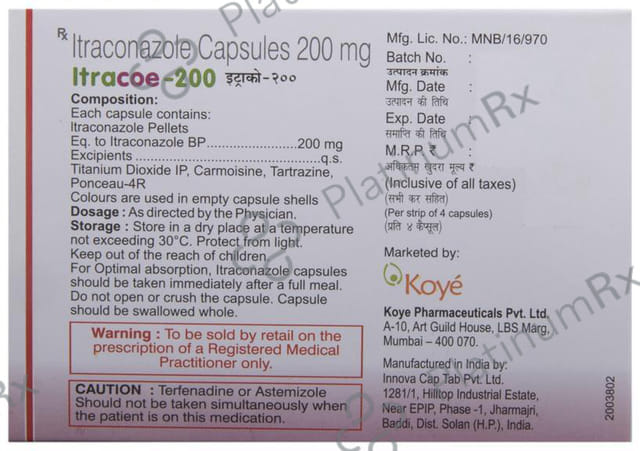 Rx
Itraconazole Capsules 200 mg
Itracoe-200 इट्राको-२००
Composition:
Each capsule contains:
Itraconazole Pellets
Eq. to Itraconazole BP..........................200 mg
Excipients .............................................q.s.
Titanium Dioxide IP, Carmoisine, Tartrazine,
Ponceau-4R
Colours are used in empty capsule shells
Dosage : As directed by the Physician.
Storage : Store in a dry place at a temperature
not exceeding 30°C. Protect from light.
Keep out of the reach of children.
For Optimal absorption, Itraconazole capsules
should be taken immediately after a full meal.
Do not open or crush the capsule. Capsule
should be swallowed whole.
Warning : To be sold by retail on the
prescription of a Registered Medical
Practitioner only.
CAUTION : Terfenadine or Astemizole
Should not be taken simultaneously when
the patient is on this medication.
Mfg. Lic. No.: MNB/16/970
Batch No. :
उत्पादन क्रमांक
Mfg. Date :
उत्पादन की तिथि
Exp. Date :
समाप्ति की तिथि
M.R.P. ₹ :
अधिकतम खुदरा मूल्य ₹
(Inclusive of all taxes)
(सभी कर सहित)
(Per strip of 4 capsules)
(प्रति ४ कैप्सूल)
Marketed by:
Koyé
Koye Pharmaceuticals Pvt. Ltd.
A-10, Art Guild House, LBS Marg,
Mumbai – 400 070.
Manufactured in India by:
Innova Cap Tab Pvt. Ltd.
1281/1, Hilltop Industrial Estate,
Near EPIP, Phase -1, Jharmajri,
Baddi, Dist. Solan (H.P.), India.
2003802
PlatinumRx
PlatinumRx
PlatinumRx